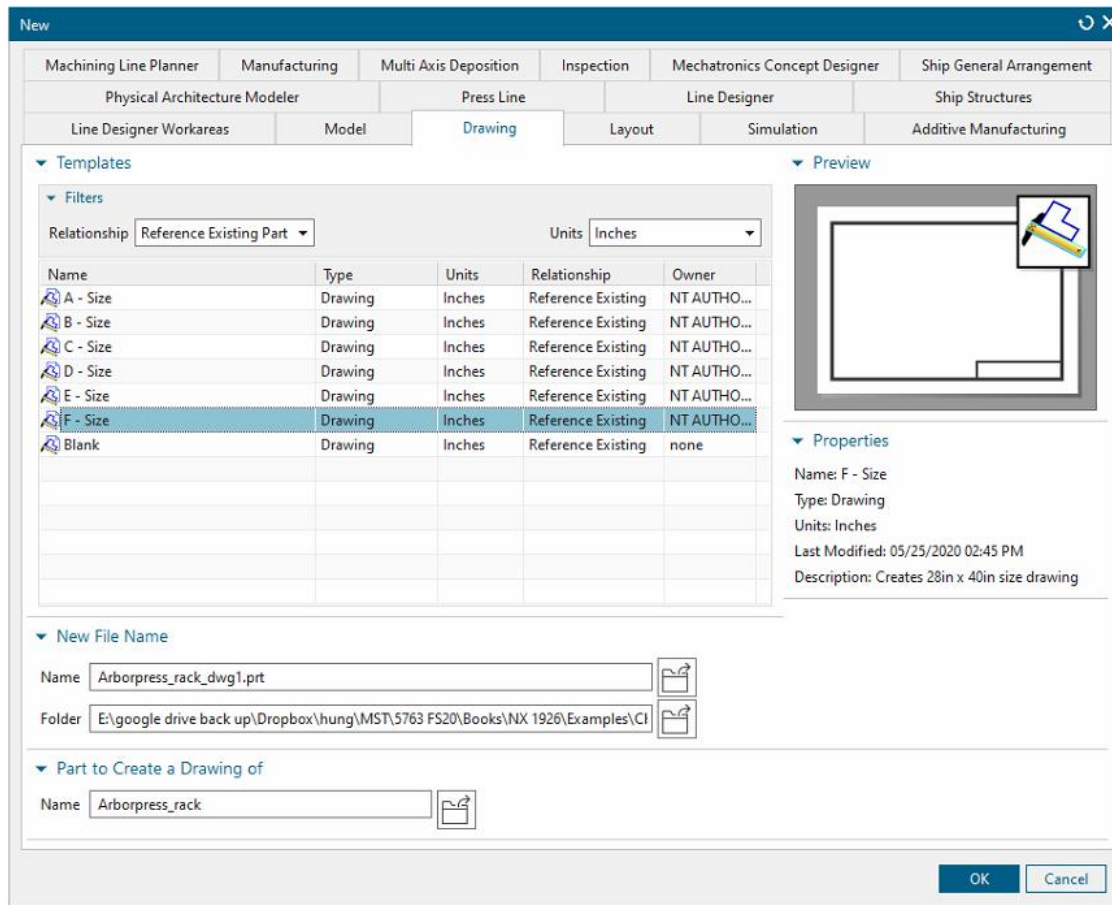 New
Machining Line Planner Manufacturing Multi Axis Deposition Inspection Mechatronics Concept Designer Ship General Arrangement
Physical Architecture Modeler Press Line Line Designer Ship Structures
Line Designer Workareas Model Drawing Layout Simulation Additive Manufacturing
Templates
Filters
Relationship Reference Existing Part Units Inches
Name Type Units Relationship Owner
A - Size Drawing Inches Reference Existing NT AUTHO...
B - Size Drawing Inches Reference Existing NT AUTHO...
C - Size Drawing Inches Reference Existing NT AUTHO...
D - Size Drawing Inches Reference Existing NT AUTHO...
E - Size Drawing Inches Reference Existing NT AUTHO...
F - Size Drawing Inches Reference Existing NT AUTHO...
Blank Drawing Inches Reference Existing none
Preview
Properties
Name: F - Size
Type: Drawing
Units: Inches
Last Modified: 05/25/2020 02:45 PM
Description: Creates 28in x 40in size drawing
New File Name
Name Arborpress_rack_dwg1.prt
Folder E:\google drive back up\Dropbox\hung\MST\5763 FS20\Books\NX 1926\Examples\Cl
Part to Create a Drawing of
Name Arborpress_rack
OK Cancel